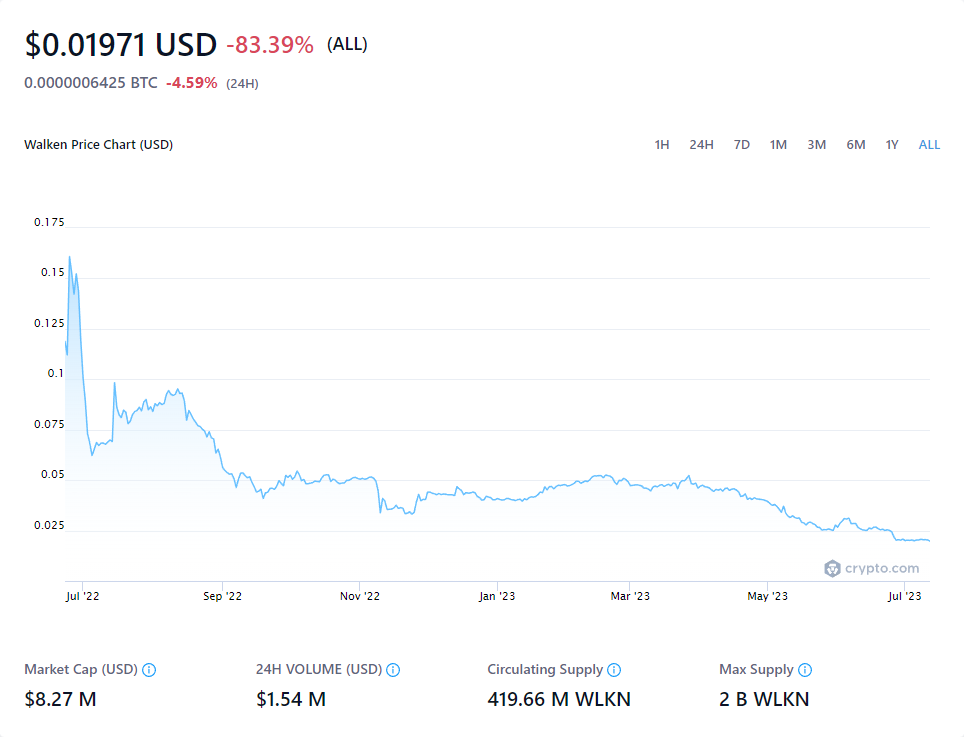 $0.01971 USD -83.39% (ALL)
0.0000006425 BTC -4.59% (24H)
Walken Price Chart (USD) 1H 24H 7D 1M 3M 6M 1Y ALL
0.175
0.15
0.125
0.1
0.075
0.05
0.025
crypto.com
Jul '22 Sep '22 Nov '22 Jan '23 Mar '23 May '23 Jul '23
Market Cap (USD) 24H VOLUME (USD) Circulating Supply Max Supply
$8.27 M $1.54 M 419.66 M WLKN 2 B WLKN